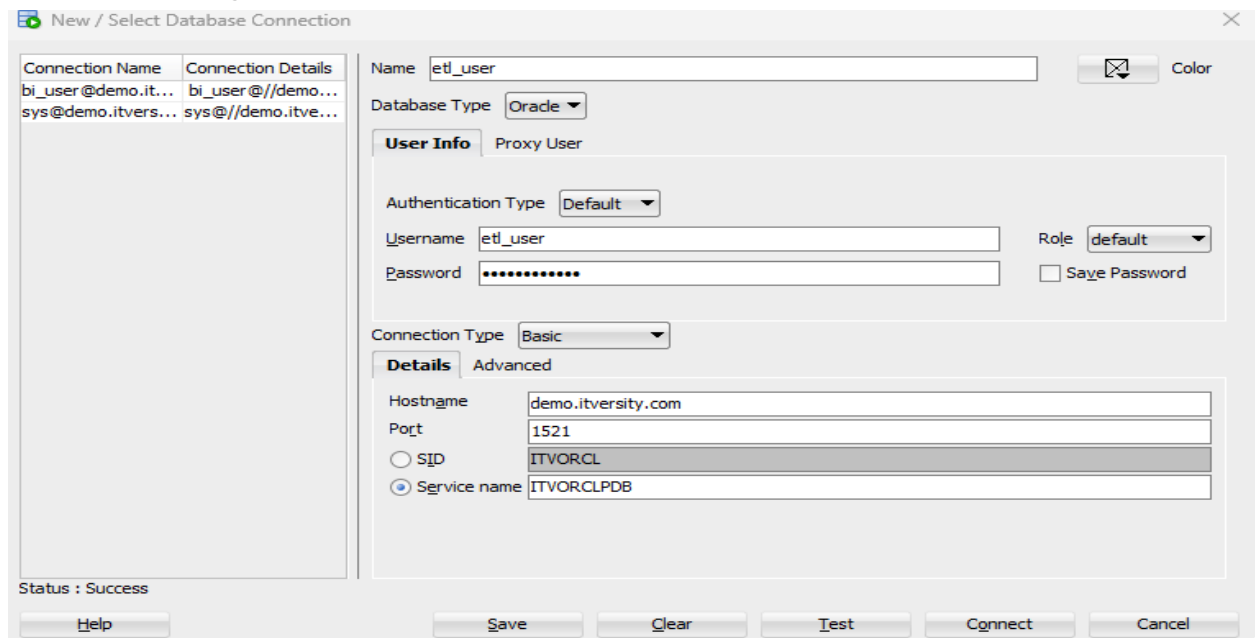 New / Select Database Connection
Connection Name Connection Details
bi_user@demo.it... bi_user@//demo...
sys@demo.itvers... sys@//demo.itve...
Name etl_user Color
Database Type Oracle
User Info Proxy User
Authentication Type Default
Username etl_user Role default
Password •••••••••••• Save Password
Connection Type Basic
Details Advanced
Hostname demo.itversity.com
Port 1521
SID ITVORCL
Service name ITVORCLPDB
Status : Success
Help Save Clear Test Connect Cancel